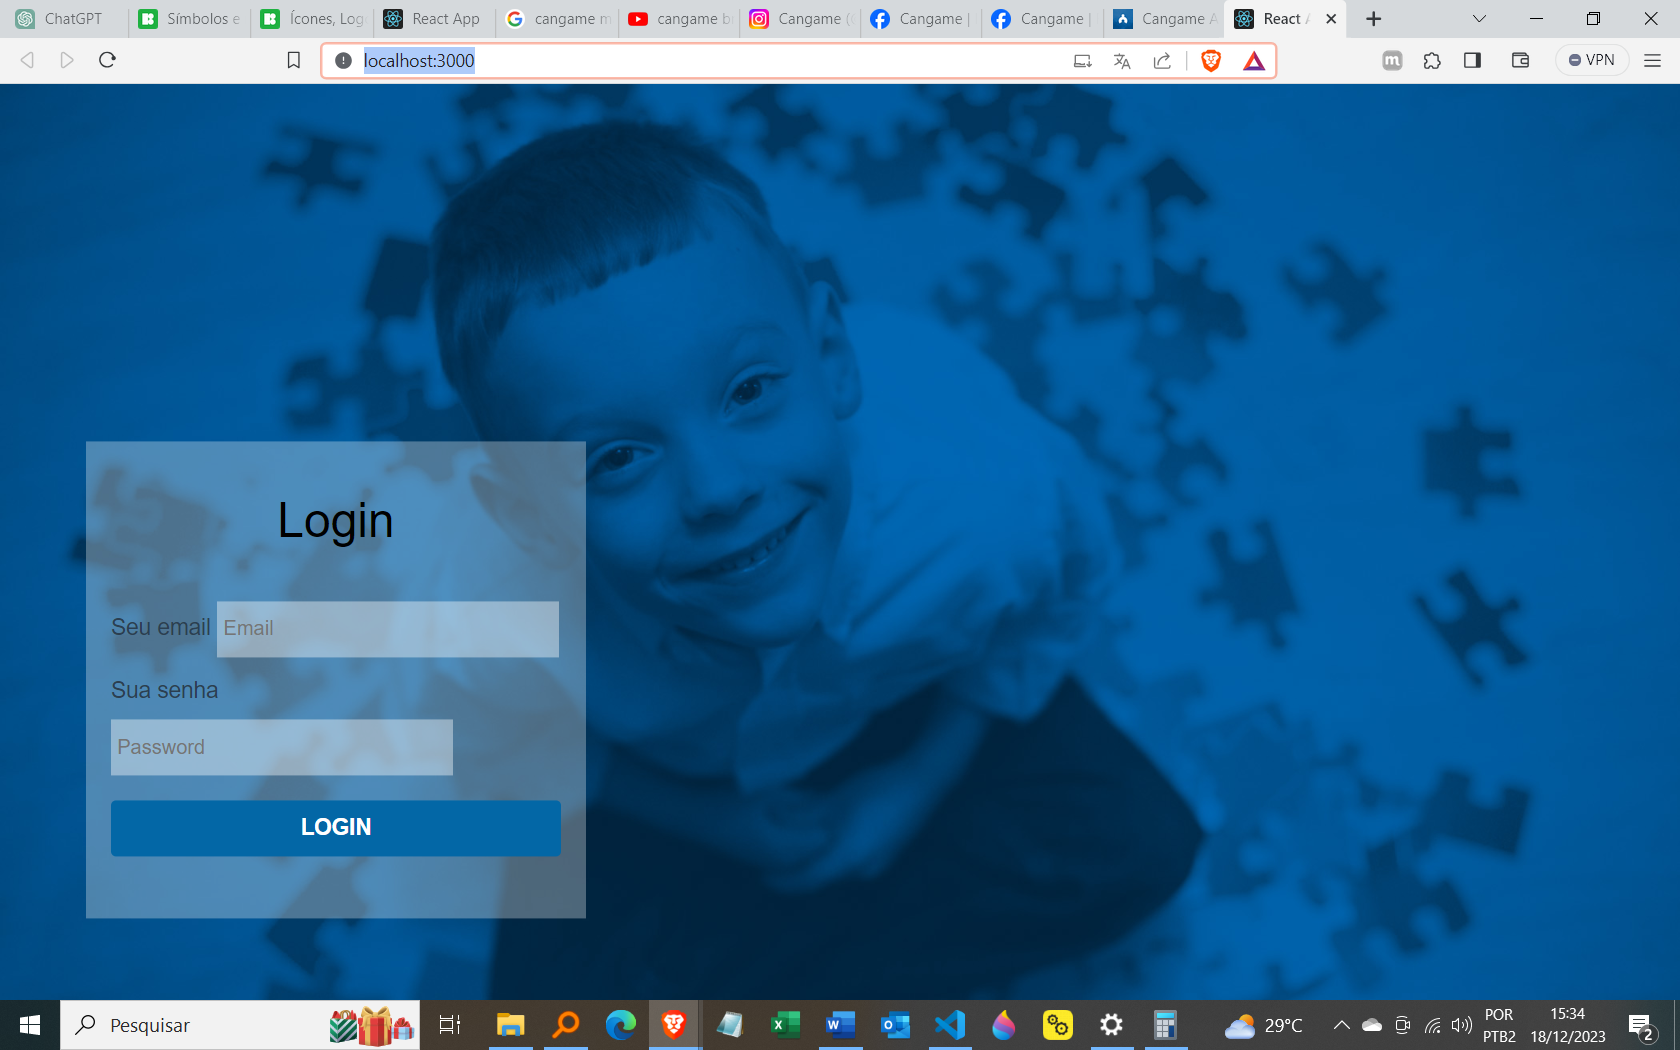 ChatGPT
Símbolos e
Ícones, Log
React App
cangame m
cangame b
Cangame (
Cangame |
Cangame |
Cangame A
React A
localhost:3000
VPN
Login
Seu email
Email
Sua senha
Password
LOGIN
Pesquisar
29°C
POR
PTB2
15:34
18/12/2023
2